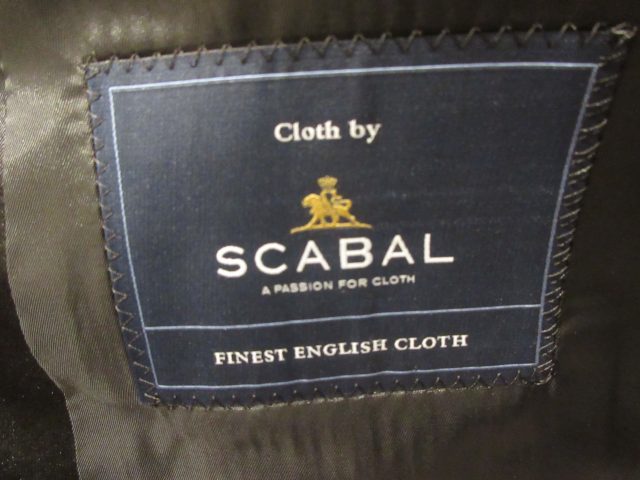 Cloth by
SCABAL
A PASSION FOR CLOTH
FINEST ENGLISH CLOTH